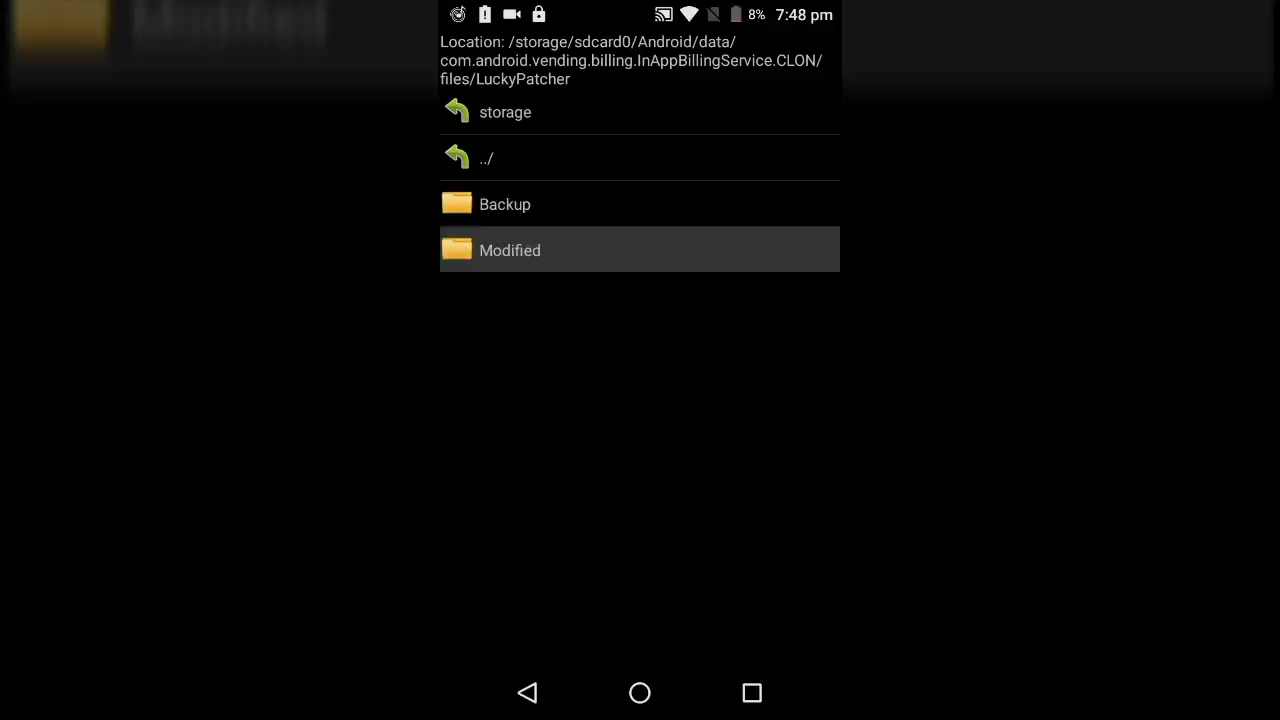 8% 7:48 pm
Location: /storage/sdcard0/Android/data/
com.android.vending.billing.InAppBillingService.CLON/
files/LuckyPatcher
storage
../
Backup
Modified